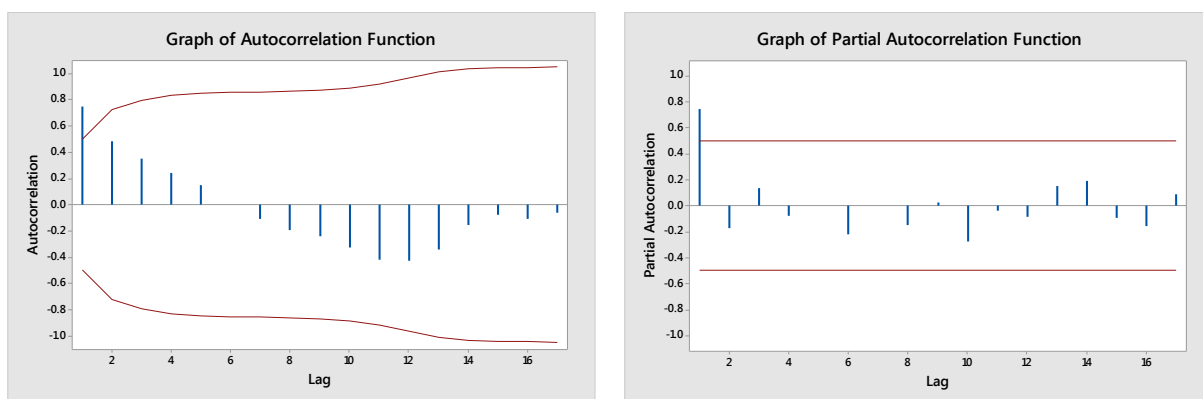 Graph of Autocorrelation Function
Autocorrelation
1.0
0.8
0.6
0.4
0.2
0.0
-0.2
-0.4
-0.6
-0.8
-1.0
2 4 6 8 10 12 14 16
Lag
Graph of Partial Autocorrelation Function
Partial Autocorrelation
1.0
0.8
0.6
0.4
0.2
0.0
-0.2
-0.4
-0.6
-0.8
-1.0
2 4 6 8 10 12 14 16
Lag